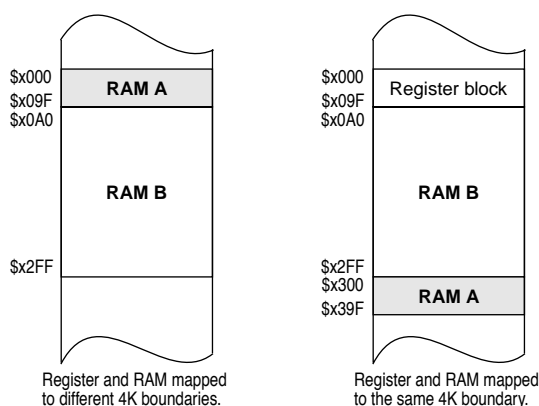 $x000
$x09F
$x0A0
$x2FF
RAM A
RAM B
Register and RAM mapped
to different 4K boundaries.
$x000
$x09F
$x0A0
$x2FF
$x300
$x39F
Register block
RAM B
RAM A
Register and RAM mapped
to the same 4K boundary.